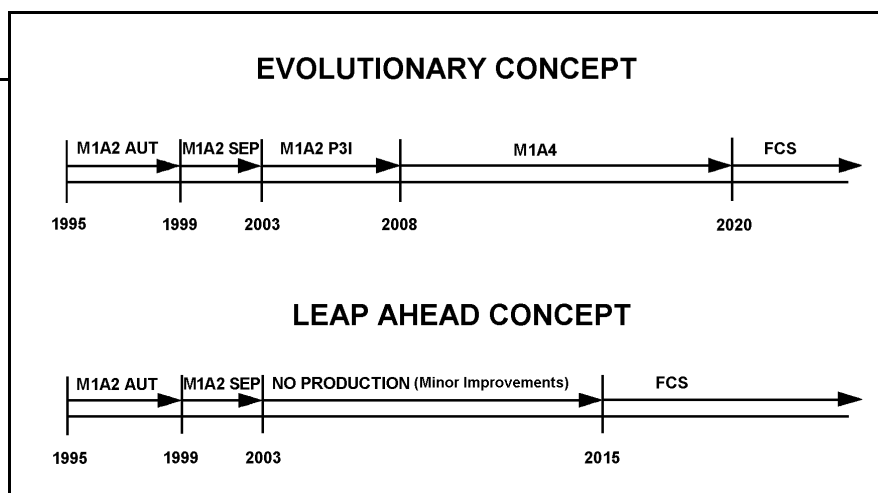 EVOLUTIONARY CONCEPT
M1A2 AUT M1A2 SEP M1A2 P3I M1A4 FCS
1995 1999 2003 2008 2020
LEAP AHEAD CONCEPT
M1A2 AUT M1A2 SEP NO PRODUCTION (Minor Improvements) FCS
1995 1999 2003 2015